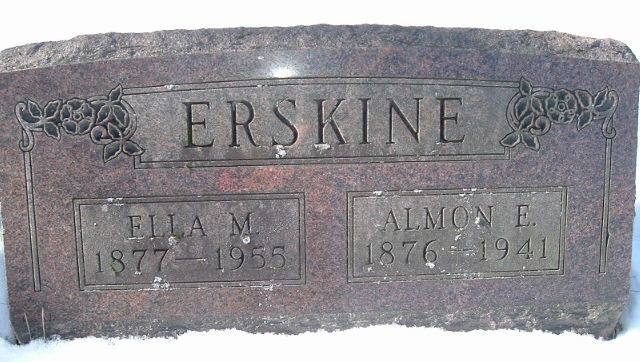 ERSKINE
ELLA M.
1877—1955
ALMON E.
1876—1941